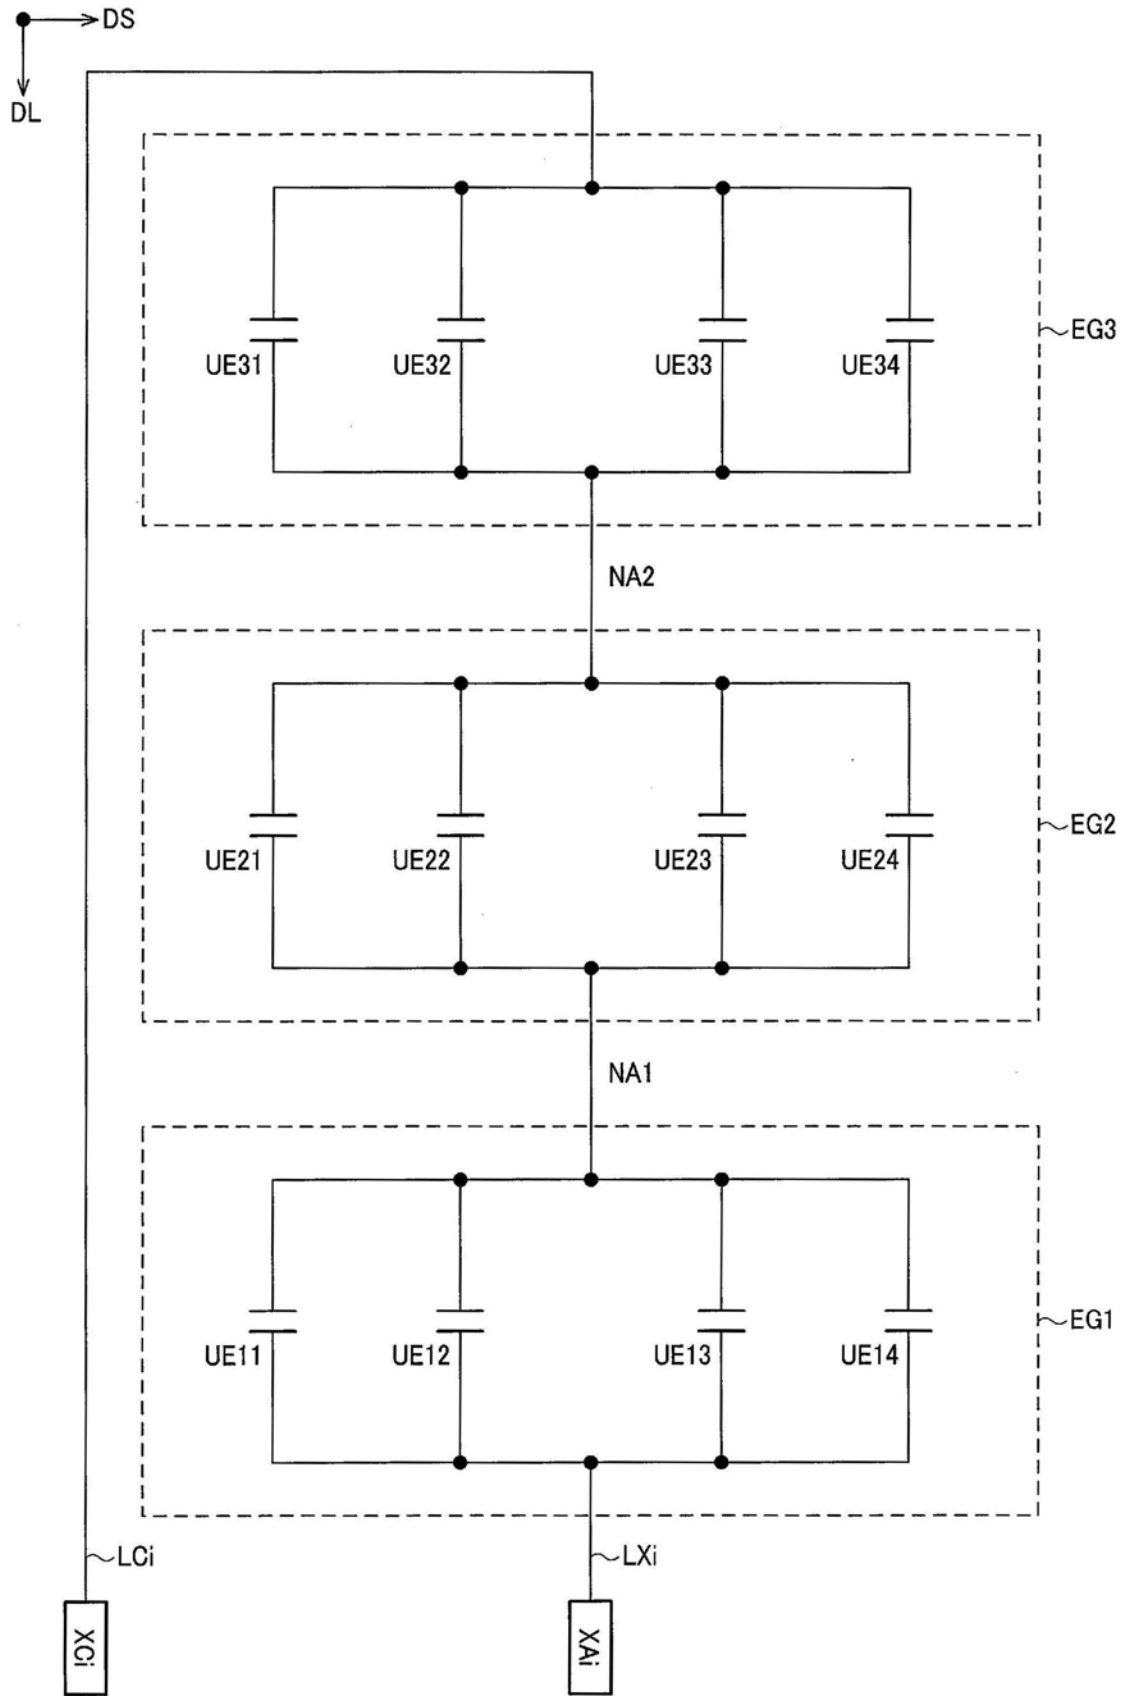 DS
DL
EG3
UE31 UE32 UE33 UE34
NA2
EG2
UE21 UE22 UE23 UE24
NA1
EG1
UE11 UE12 UE13 UE14
LCi LXi
XCi XAi